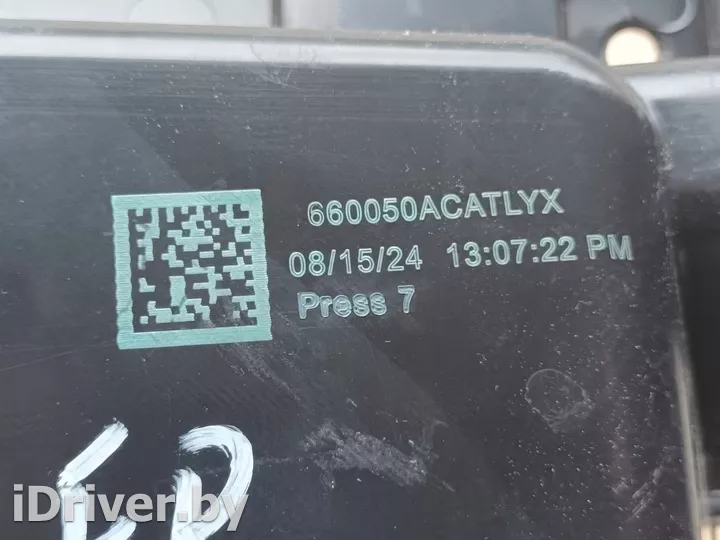 660050ACATLYX
08/15/24 13:07:22 PM
Press 7
iDriver.by